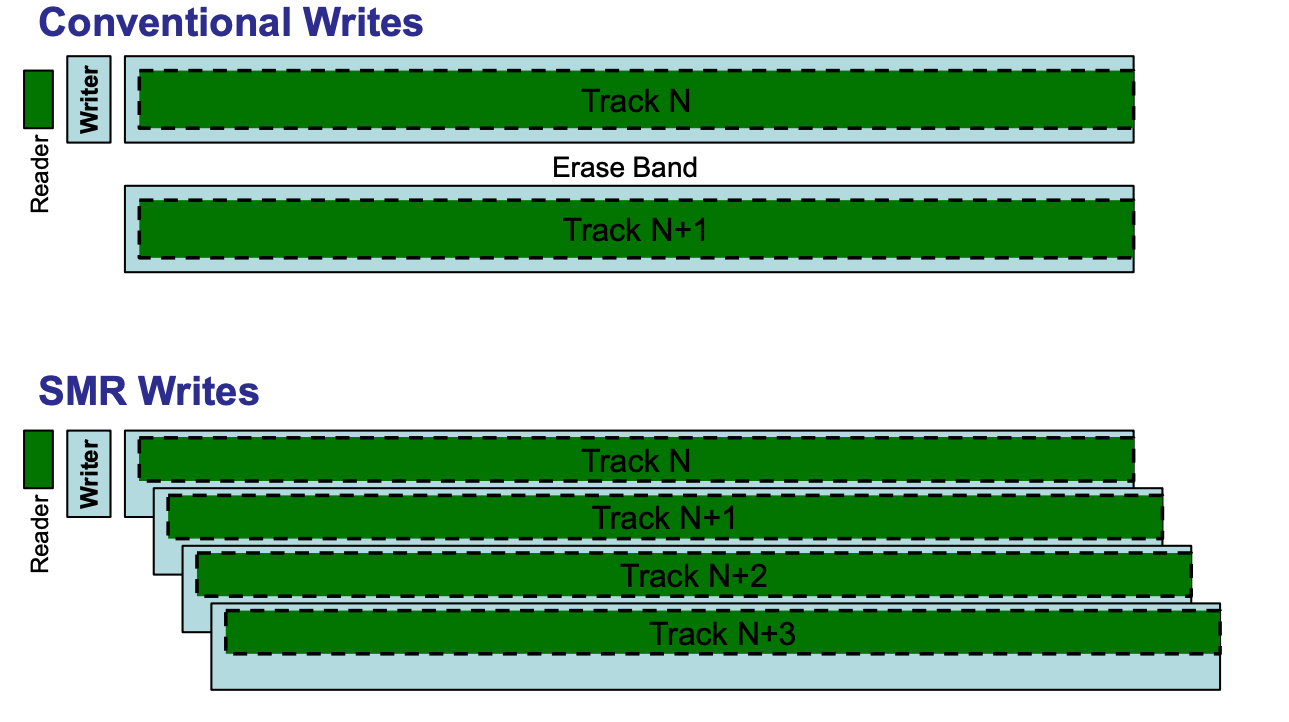 Conventional Writes
Reader
Writer
Track N
Erase Band
Track N+1
SMR Writes
Reader
Writer
Track N
Track N+1
Track N+2
Track N+3